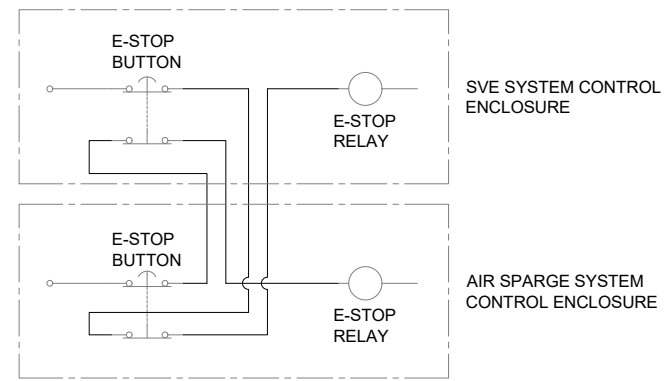 E-STOP
BUTTON
E-STOP
RELAY
SVE SYSTEM CONTROL
ENCLOSURE
E-STOP
BUTTON
E-STOP
RELAY
AIR SPARGE SYSTEM
CONTROL ENCLOSURE